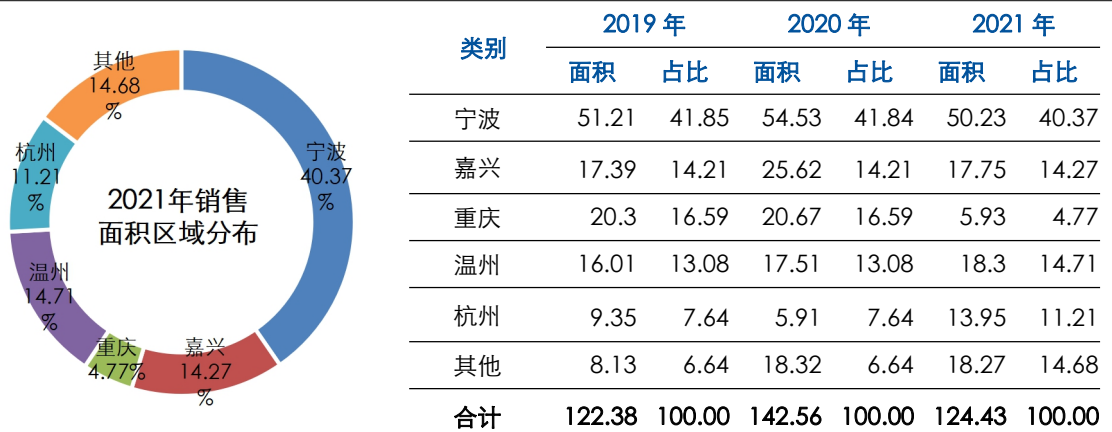 其他
14.68
%
杭州
11.21
%
宁波
40.37
%
2021年销售
面积区域分布
温州
14.71
%
重庆
4.77%
嘉兴
14.27
%
类别 2019 年 2020 年 2021 年
面积 占比 面积 占比 面积 占比
宁波 51.21 41.85 54.53 41.84 50.23 40.37
嘉兴 17.39 14.21 25.62 14.21 17.75 14.27
重庆 20.3 16.59 20.67 16.59 5.93 4.77
温州 16.01 13.08 17.51 13.08 18.3 14.71
杭州 9.35 7.64 5.91 7.64 13.95 11.21
其他 8.13 6.64 18.32 6.64 18.27 14.68
合计 122.38 100.00 142.56 100.00 124.43 100.00